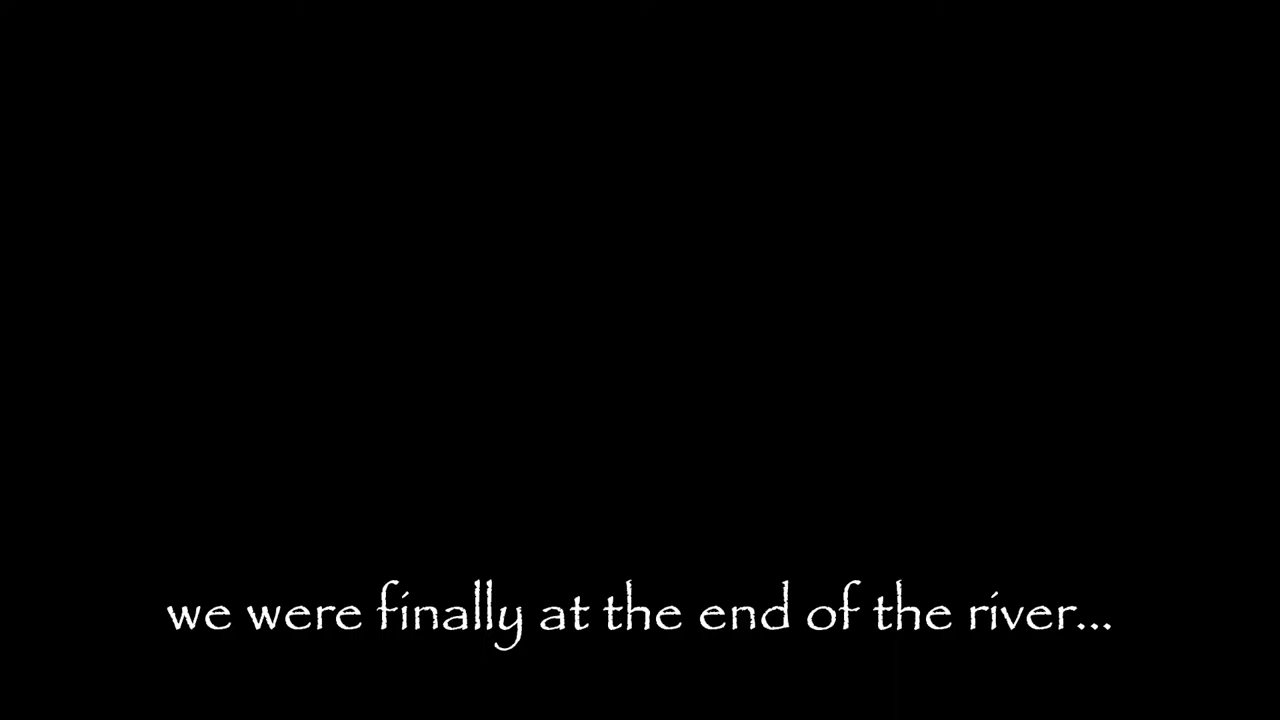 we were finally at the end of the river...